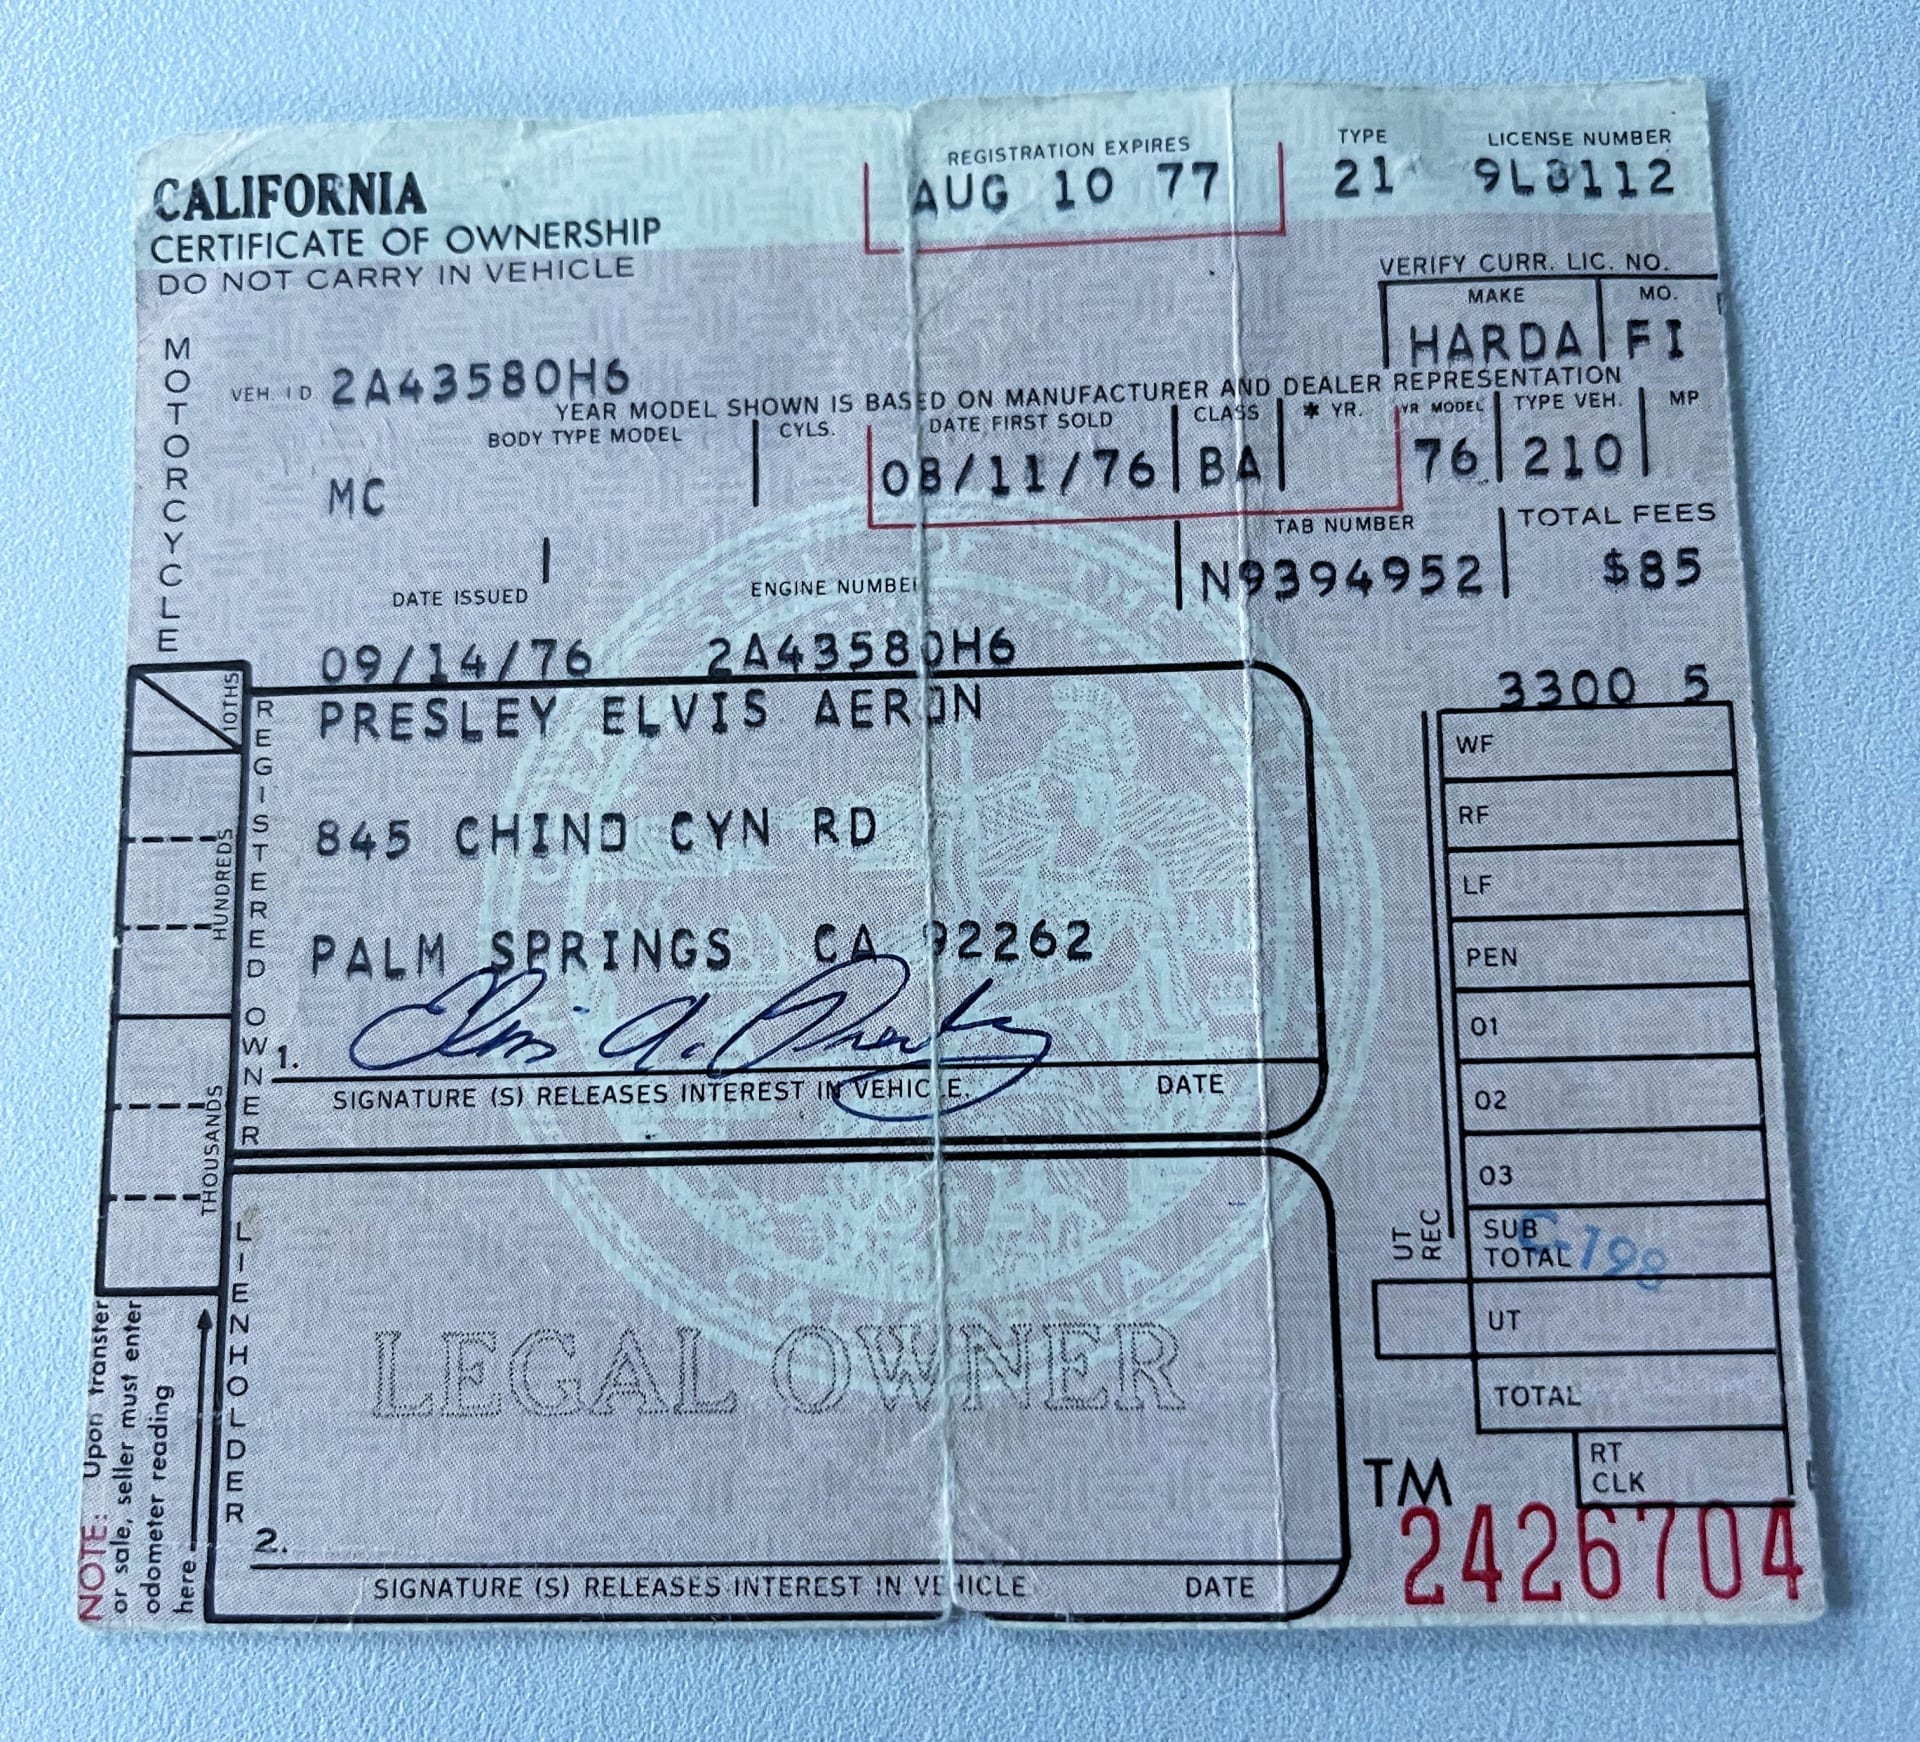 REGISTRATION EXPIRES TYPE LICENSE NUMBER
CALIFORNIA AUG 10 77 21 9L8112
CERTIFICATE OF OWNERSHIP
DO NOT CARRY IN VEHICLE
VERIFY CURR. LIC. NO.
MAKE MO.
HARDA FI
MOTORCYCLE
VEH. ID 2A43580H6
YEAR MODEL SHOWN IS BASED ON MANUFACTURER AND DEALER REPRESENTATION
BODY TYPE MODEL CYLS. DATE FIRST SOLD CLASS * YR. YR MODEL TYPE VEH. MP
MC 08/11/76 BA 76 210
TAB NUMBER TOTAL FEES
N9394952 $85
DATE ISSUED ENGINE NUMBER
09/14/76 2A43580H6
3300 5
REGISTERED OWNER
PRESLEY ELVIS AERON
845 CHINO CYN RD
PALM SPRINGS CA 92262
1. Elvis A. Presley
SIGNATURE (S) RELEASES INTEREST IN VEHICLE. DATE
LIENHOLDER
LEGAL OWNER
2.
SIGNATURE (S) RELEASES INTEREST IN VEHICLE DATE
10THS
HUNDREDS
THOUSANDS
NOTE: Upon transfer
or sale, seller must enter
odometer reading
here
WF
RF
LF
PEN
01
02
03
UT REC
SUB TOTAL
UT
TOTAL
RT
CLK
TM
2426704